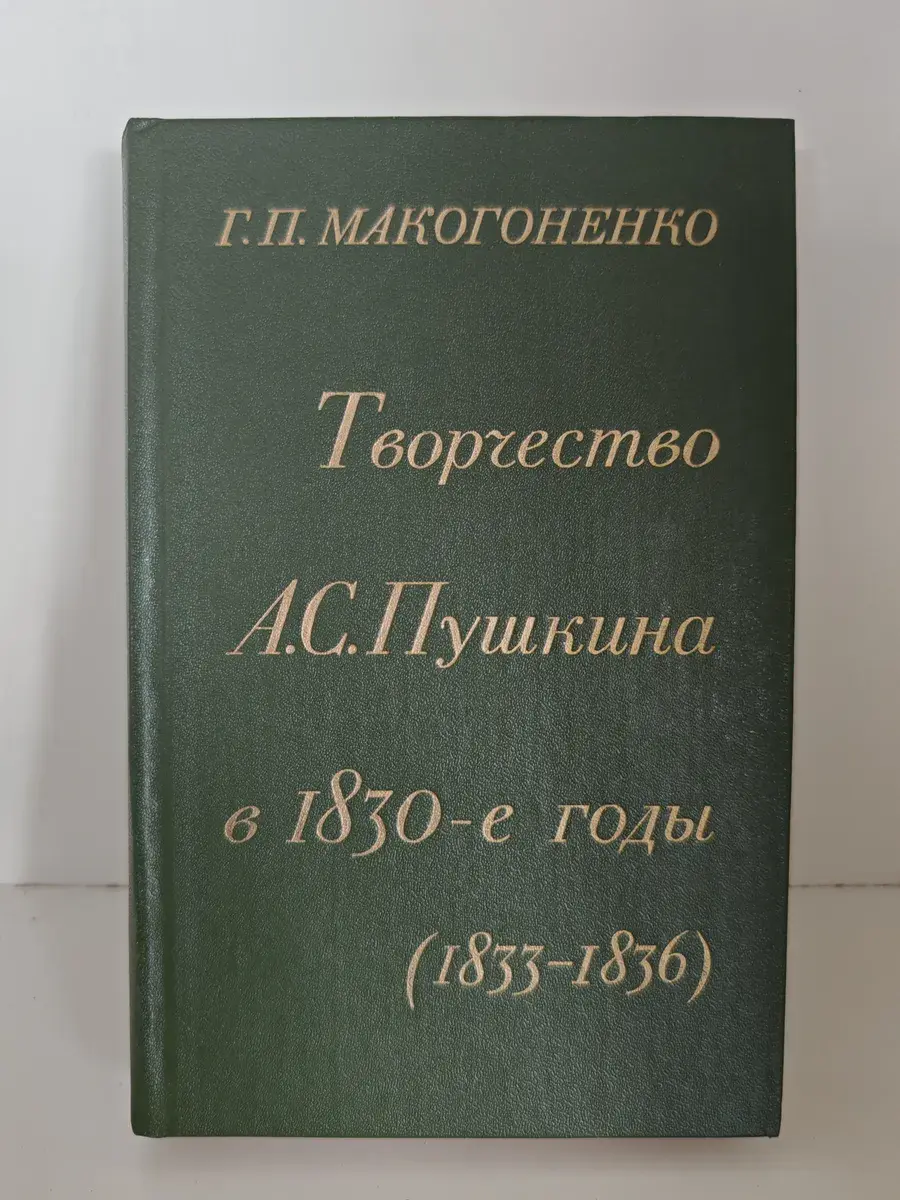 Г. П. МАКОГОНЕНКО
Творчество
А.С.Пушкина
в 1830-е годы
(1833–1836)